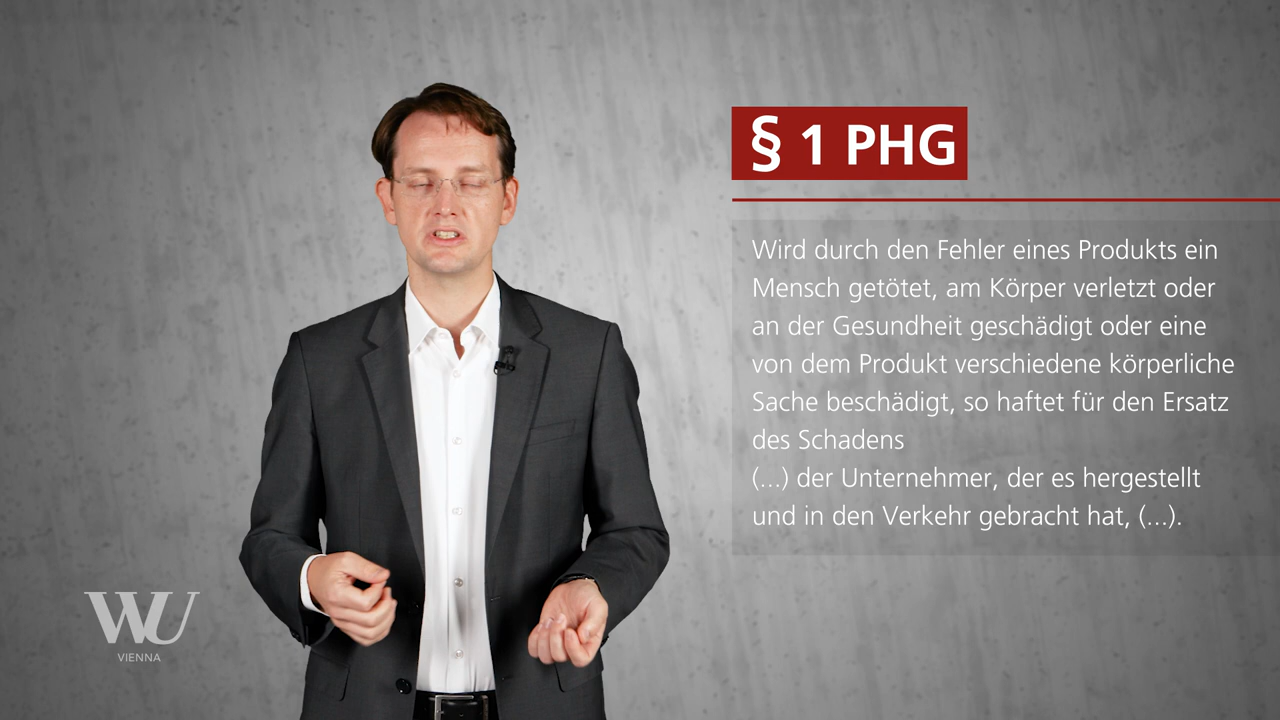 § 1 PHG
Wird durch den Fehler eines Produkts ein
Mensch getötet, am Körper verletzt oder
an der Gesundheit geschädigt oder eine
von dem Produkt verschiedene körperliche
Sache beschädigt, so haftet für den Ersatz
des Schadens
(...) der Unternehmer, der es hergestellt
und in den Verkehr gebracht hat, (...).
WU
VIENNA